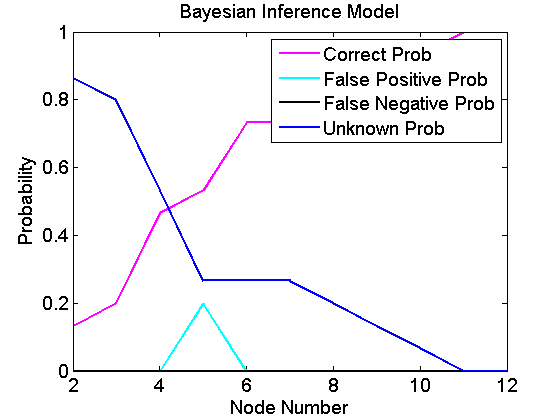 Bayesian Inference Model
Correct Prob
False Positive Prob
False Negative Prob
Unknown Prob
Probability
1
0.8
0.6
0.4
0.2
0
2
4
6
8
10
12
Node Number